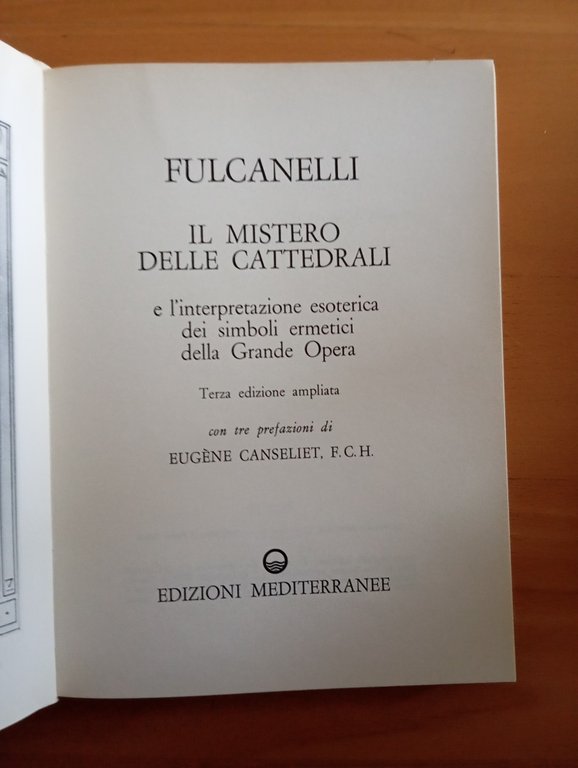 FULCANELLI
IL MISTERO
DELLE CATTEDRALI
e l'interpretazione esoterica
dei simboli ermetici
della Grande Opera
Terza edizione ampliata
con tre prefazioni di
EUGÈNE CANSELIET, F.C.H.
EDIZIONI MEDITERRANEE
7